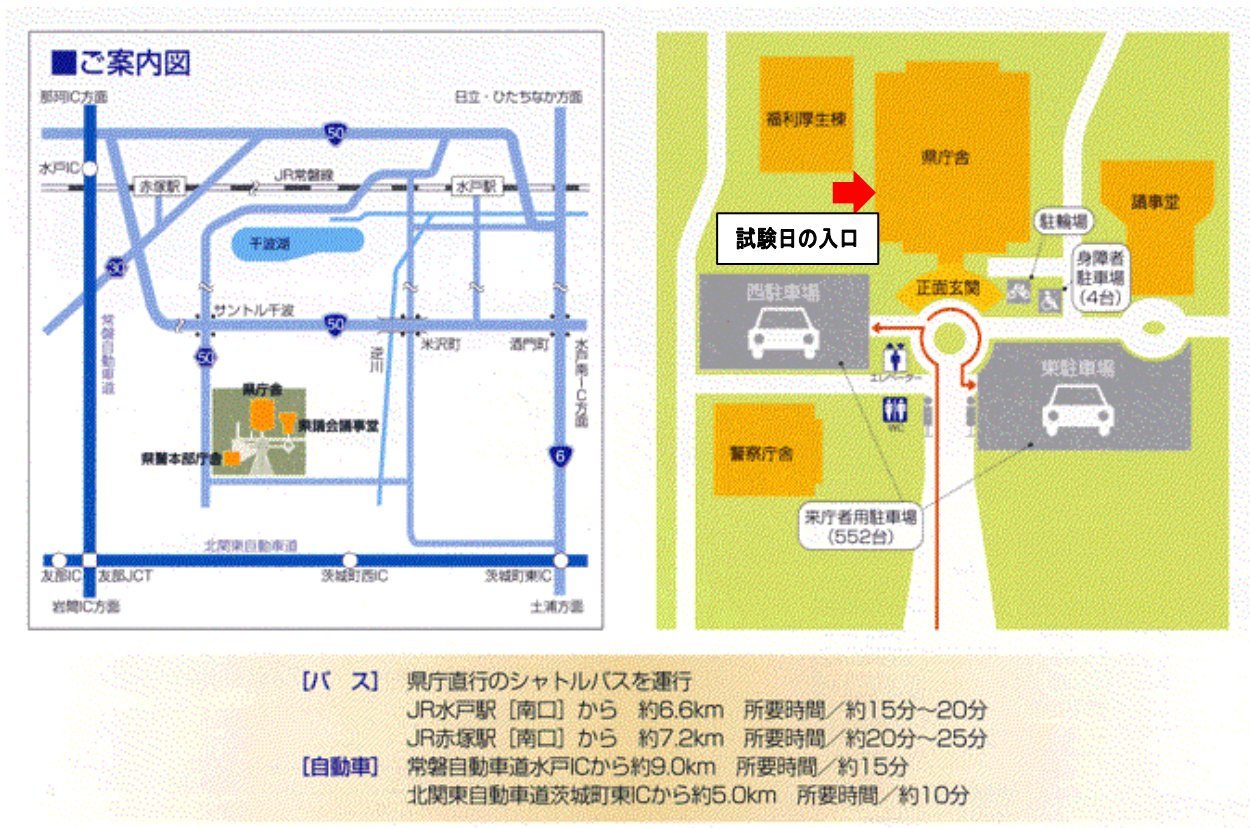 ■ご案内図
那珂IC方面
日立・ひたちなか方面
50
水戸IC
JR常磐線
赤塚駅
水戸駅
千波湖
30
サントル千波
50
常磐自動車道
50
逆川
米沢町
酒門町
水戸南IC方面
県庁舎
県議会議事堂
県警本部庁舎
6
北関東自動車道
友部IC
友部JCT
茨城町西IC
茨城町東IC
岩間IC方面
土浦方面
福利厚生棟
県庁舎
議事堂
試験日の入口
駐輪場
身障者
駐車場
(4台)
西駐車場
正面玄関
エレベーター
東駐車場
WC
警察庁舎
来庁者用駐車場
(552台)
[バ ス] 県庁直行のシャトルバスを運行
JR水戸駅[南口]から 約6.6km 所要時間/約15分〜20分
JR赤塚駅[南口]から 約7.2km 所要時間/約20分〜25分
[自動車] 常磐自動車道水戸ICから約9.0km 所要時間/約15分
北関東自動車道茨城町東ICから約5.0km 所要時間/約10分